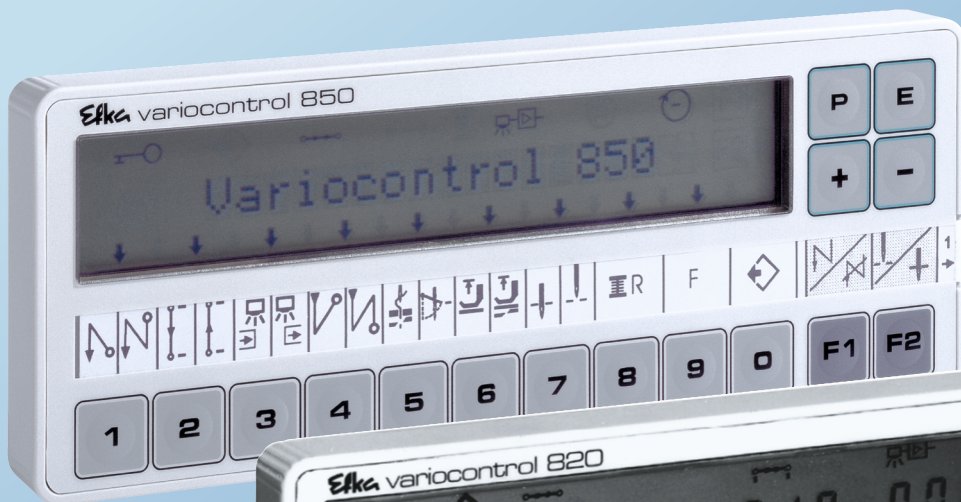 Efka variocontrol 850
Variocontrol 850
P E
+ -
R F 1
1 2 3 4 5 6 7 8 9 0 F1 F2
Efka variocontrol 820